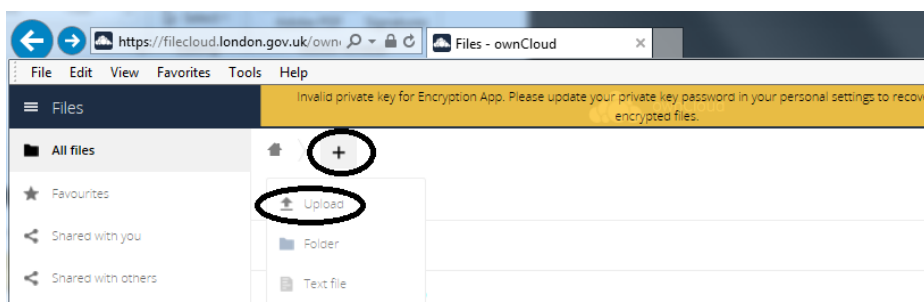 https://filecloud.london.gov.uk/own
Files - ownCloud
File Edit View Favorites Tools Help
Files
Invalid private key for Encryption App. Please update your private key password in your personal settings to recov
encrypted files.
All files
+
Favourites
Upload
Shared with you
Folder
Shared with others
Text file